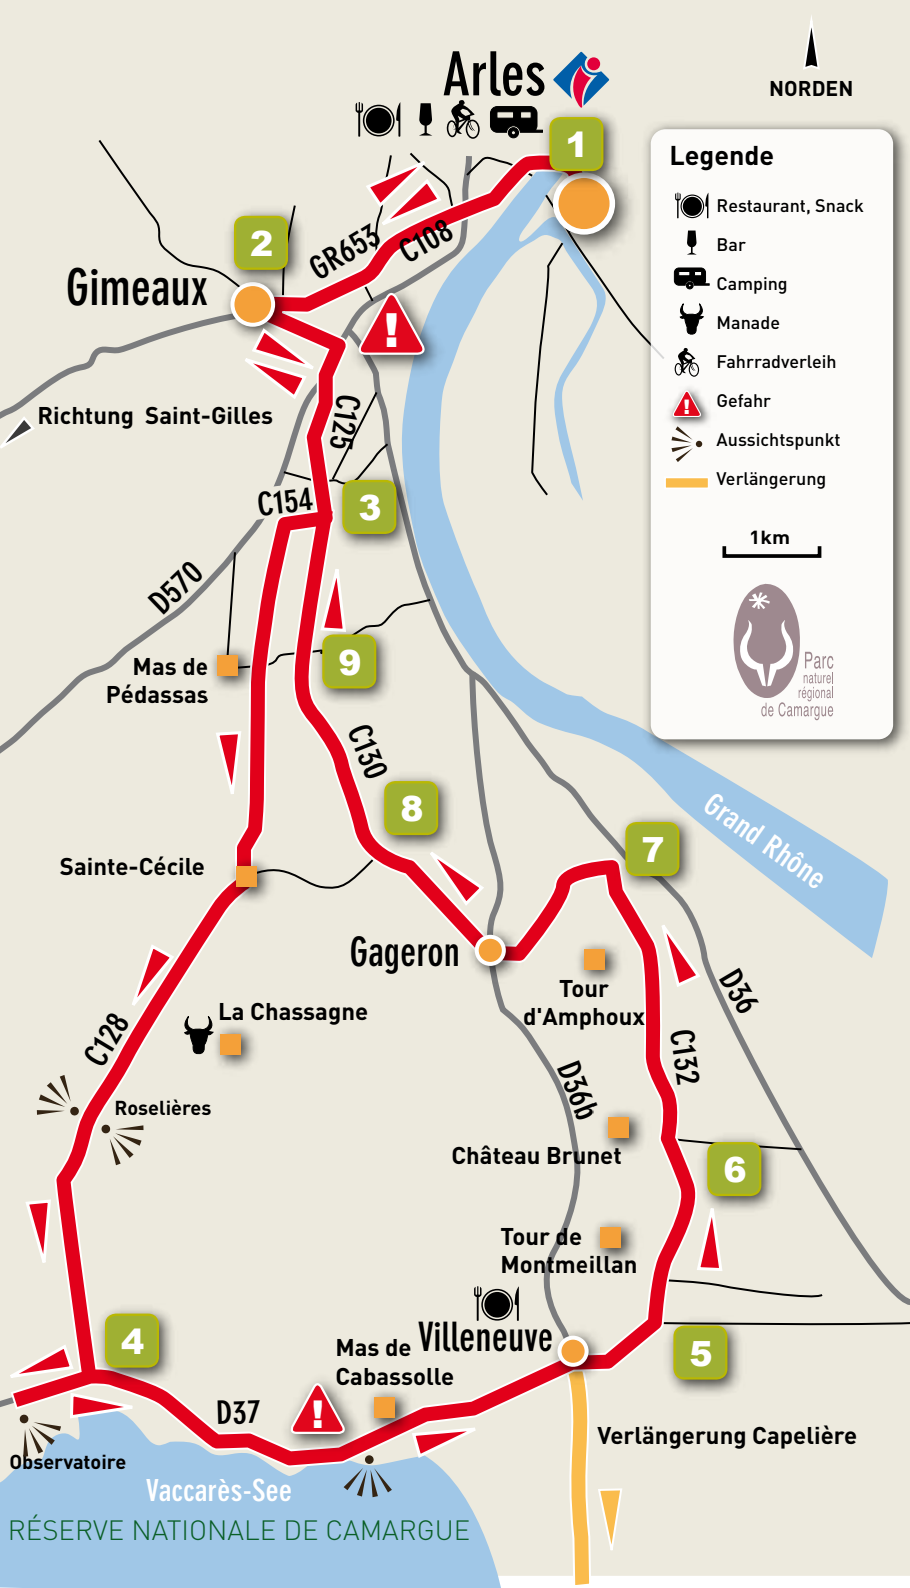 Arles
NORDEN
1
Legende
Restaurant, Snack
Bar
Camping
Manade
Fahrradverleih
Gefahr
Aussichtspunkt
Verlängerung
1km
Parc
naturel
régional
de Camargue
2
GR653
C108
Gimeaux
!
Richtung Saint-Gilles
C125
C154
3
D570
Mas de
Pédassas
9
C130
8
Grand Rhône
7
Sainte-Cécile
Gageron
Tour
d'Amphoux
D36
La Chassagne
C128
C132
D36b
Roselières
Château Brunet
6
Tour de
Montmeillan
4
Villeneuve
5
Mas de
Cabassolle
D37
!
Verlängerung Capelière
Observatoire
Vaccarès-See
RÉSERVE NATIONALE DE CAMARGUE